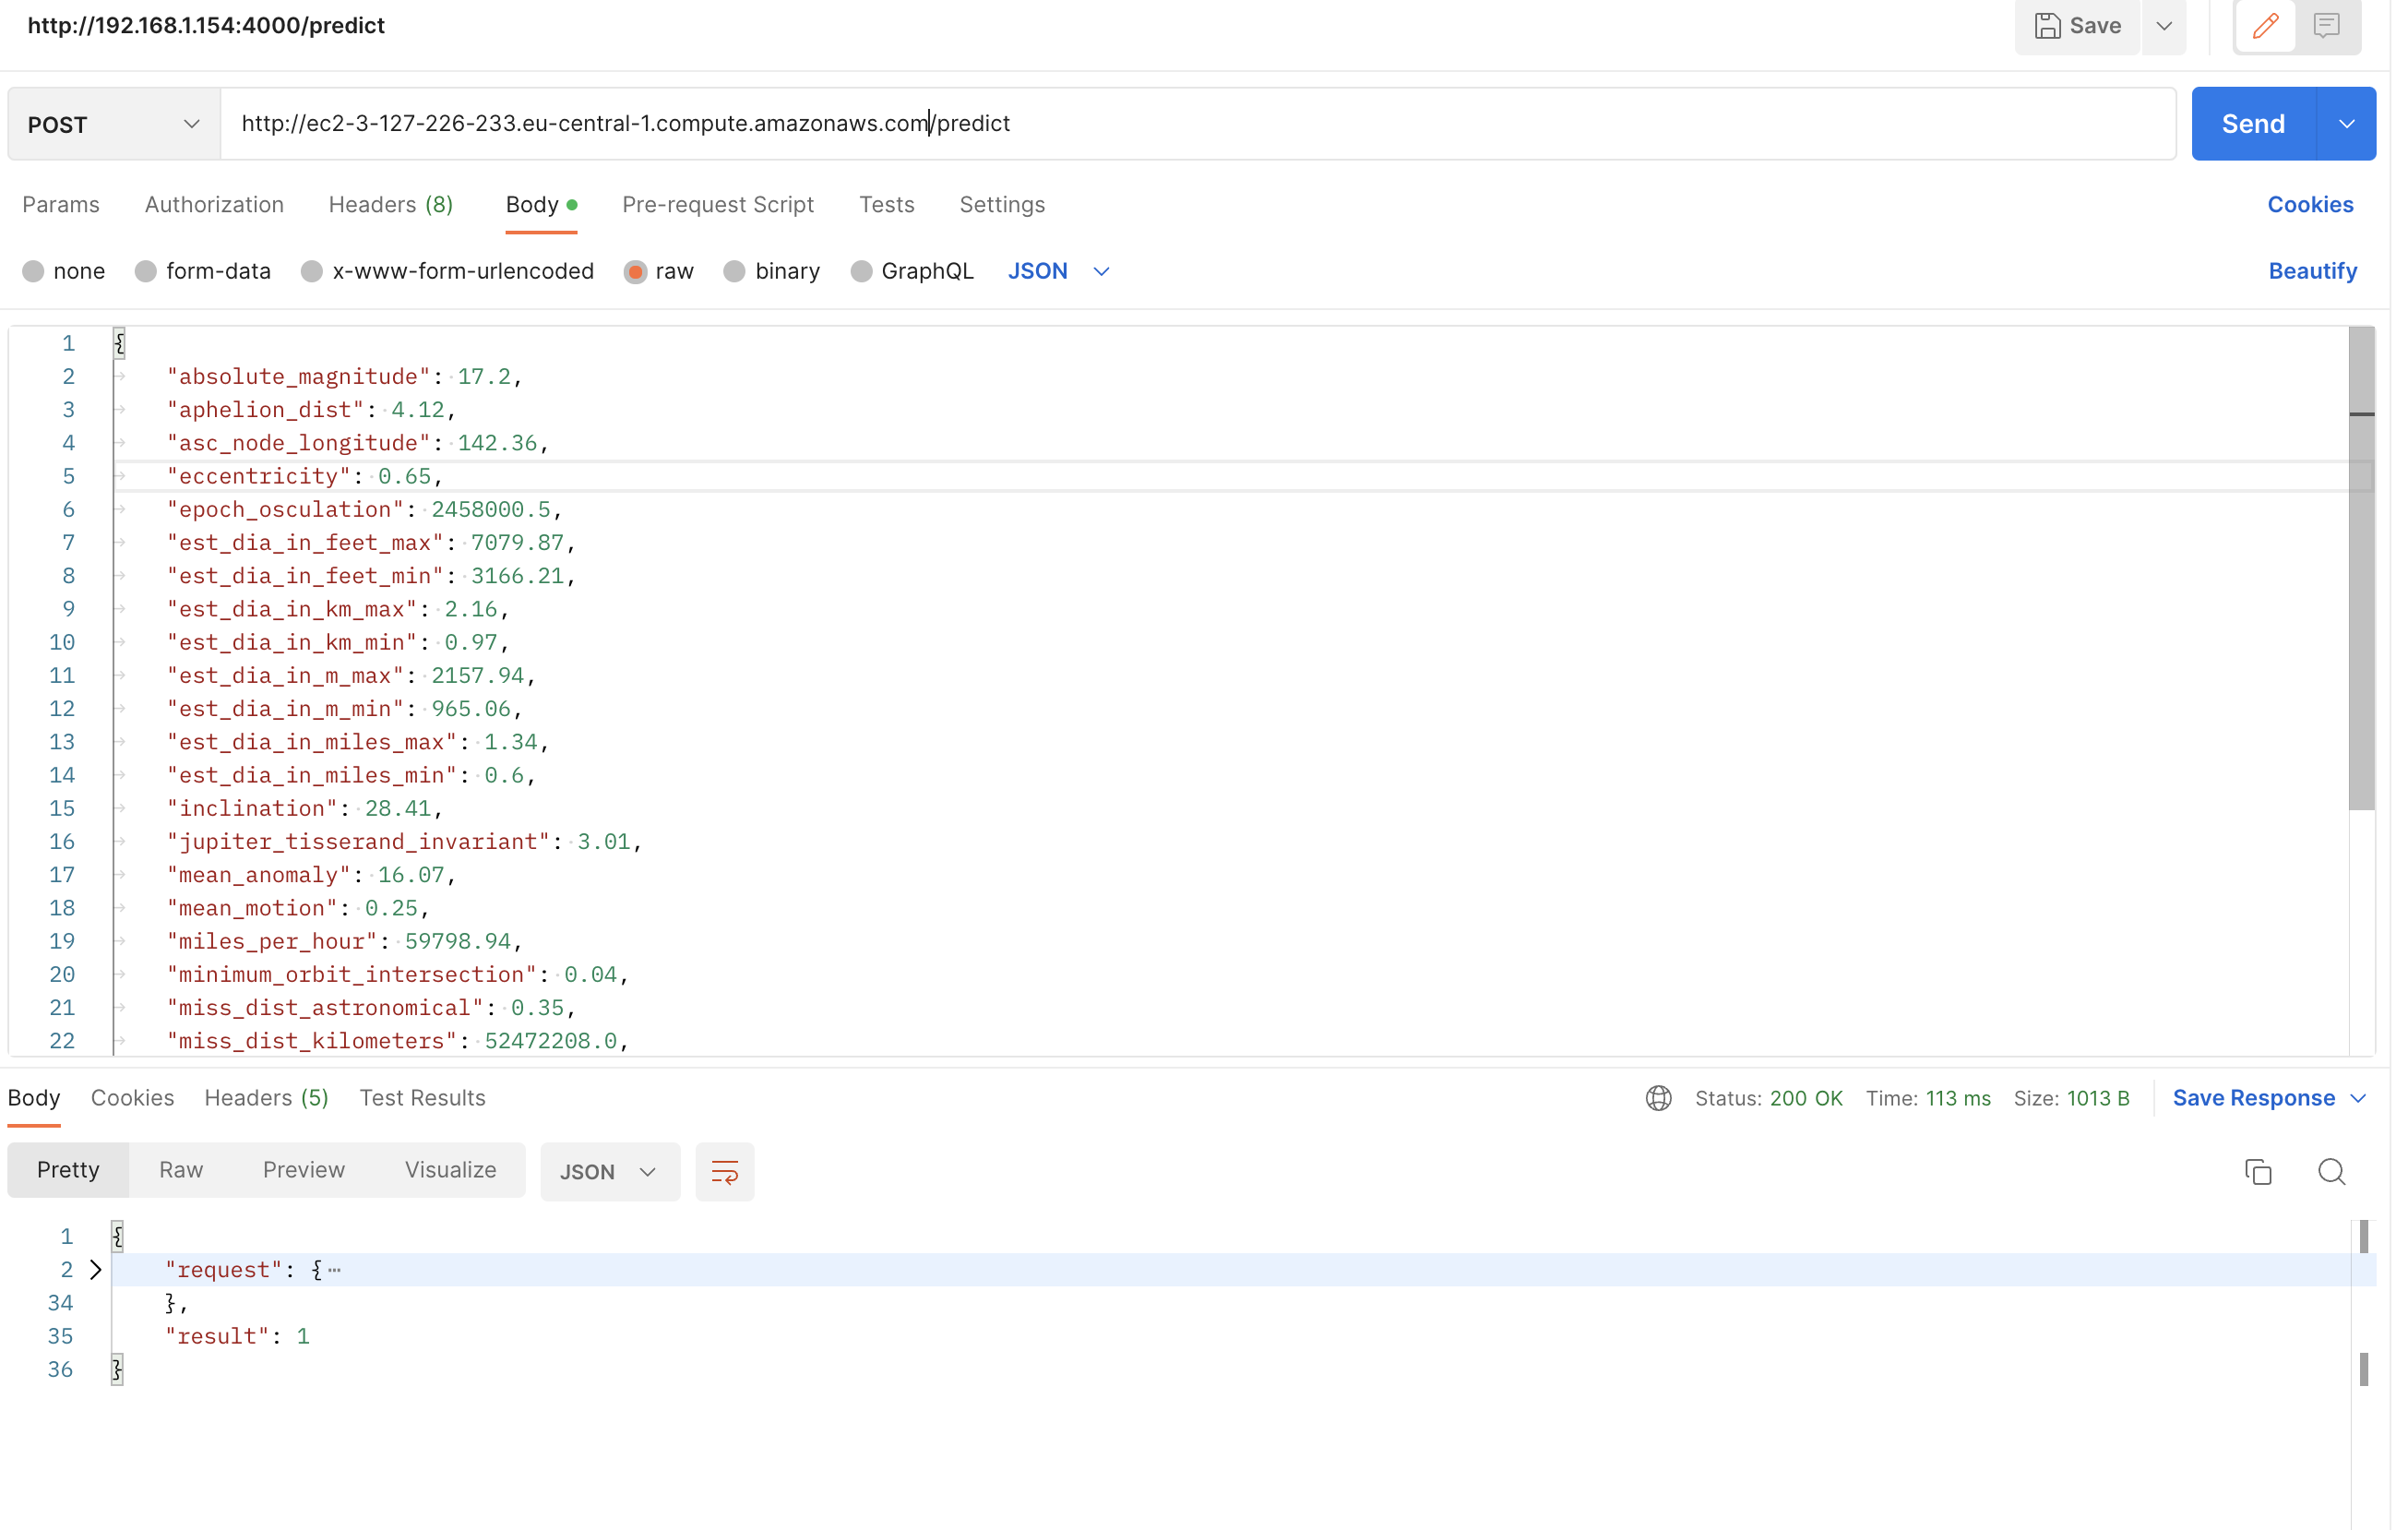 http://192.168.1.154:4000/predict
Save
POST
http://ec2-3-127-226-233.eu-central-1.compute.amazonaws.com/predict
Send
Params Authorization Headers (8) Body Pre-request Script Tests Settings Cookies
none form-data x-www-form-urlencoded raw binary GraphQL JSON Beautify
1 {
2 "absolute_magnitude": 17.2,
3 "aphelion_dist": 4.12,
4 "asc_node_longitude": 142.36,
5 "eccentricity": 0.65,
6 "epoch_osculation": 2458000.5,
7 "est_dia_in_feet_max": 7079.87,
8 "est_dia_in_feet_min": 3166.21,
9 "est_dia_in_km_max": 2.16,
10 "est_dia_in_km_min": 0.97,
11 "est_dia_in_m_max": 2157.94,
12 "est_dia_in_m_min": 965.06,
13 "est_dia_in_miles_max": 1.34,
14 "est_dia_in_miles_min": 0.6,
15 "inclination": 28.41,
16 "jupiter_tisserand_invariant": 3.01,
17 "mean_anomaly": 16.07,
18 "mean_motion": 0.25,
19 "miles_per_hour": 59798.94,
20 "minimum_orbit_intersection": 0.04,
21 "miss_dist_astronomical": 0.35,
22 "miss_dist_kilometers": 52472208.0,
Body Cookies Headers (5) Test Results Status: 200 OK Time: 113 ms Size: 1013 B Save Response
Pretty Raw Preview Visualize JSON
1 {
2 "request": { ⋯
34 },
35 "result": 1
36 }